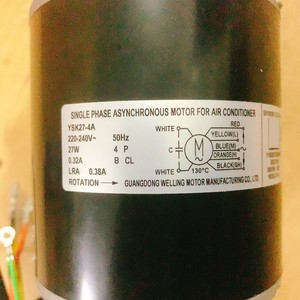 SINGLE PHASE ASYNCHRONOUS MOTOR FOR AIR CONDITIONER
YSK27-4A
220-240V~ 50Hz
27W 4 P
0.32A B CL
LRA 0.38A
ROTATION →
WHITE
C
WHITE
M
130°C
RED
YELLOW(L)
BLUE(M)
ORANGE(H)
BLACK(SH)
GUANGDONG WELLING MOTOR MANUFACTURING CO., LTD